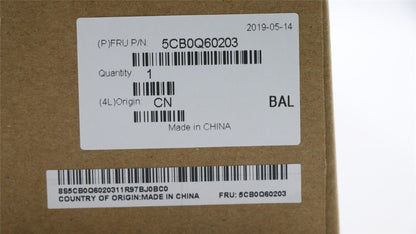 2019-05-14
(P)FRU P/N 5CB0Q60203
Quantity 1
(4L)Origin: CN
BAL
Made in CHINA
8S5CB0Q6020311R97BJ0BC0
COUNTRY OF ORIGIN:MADE IN CHINA FRU: 5CB0Q60203